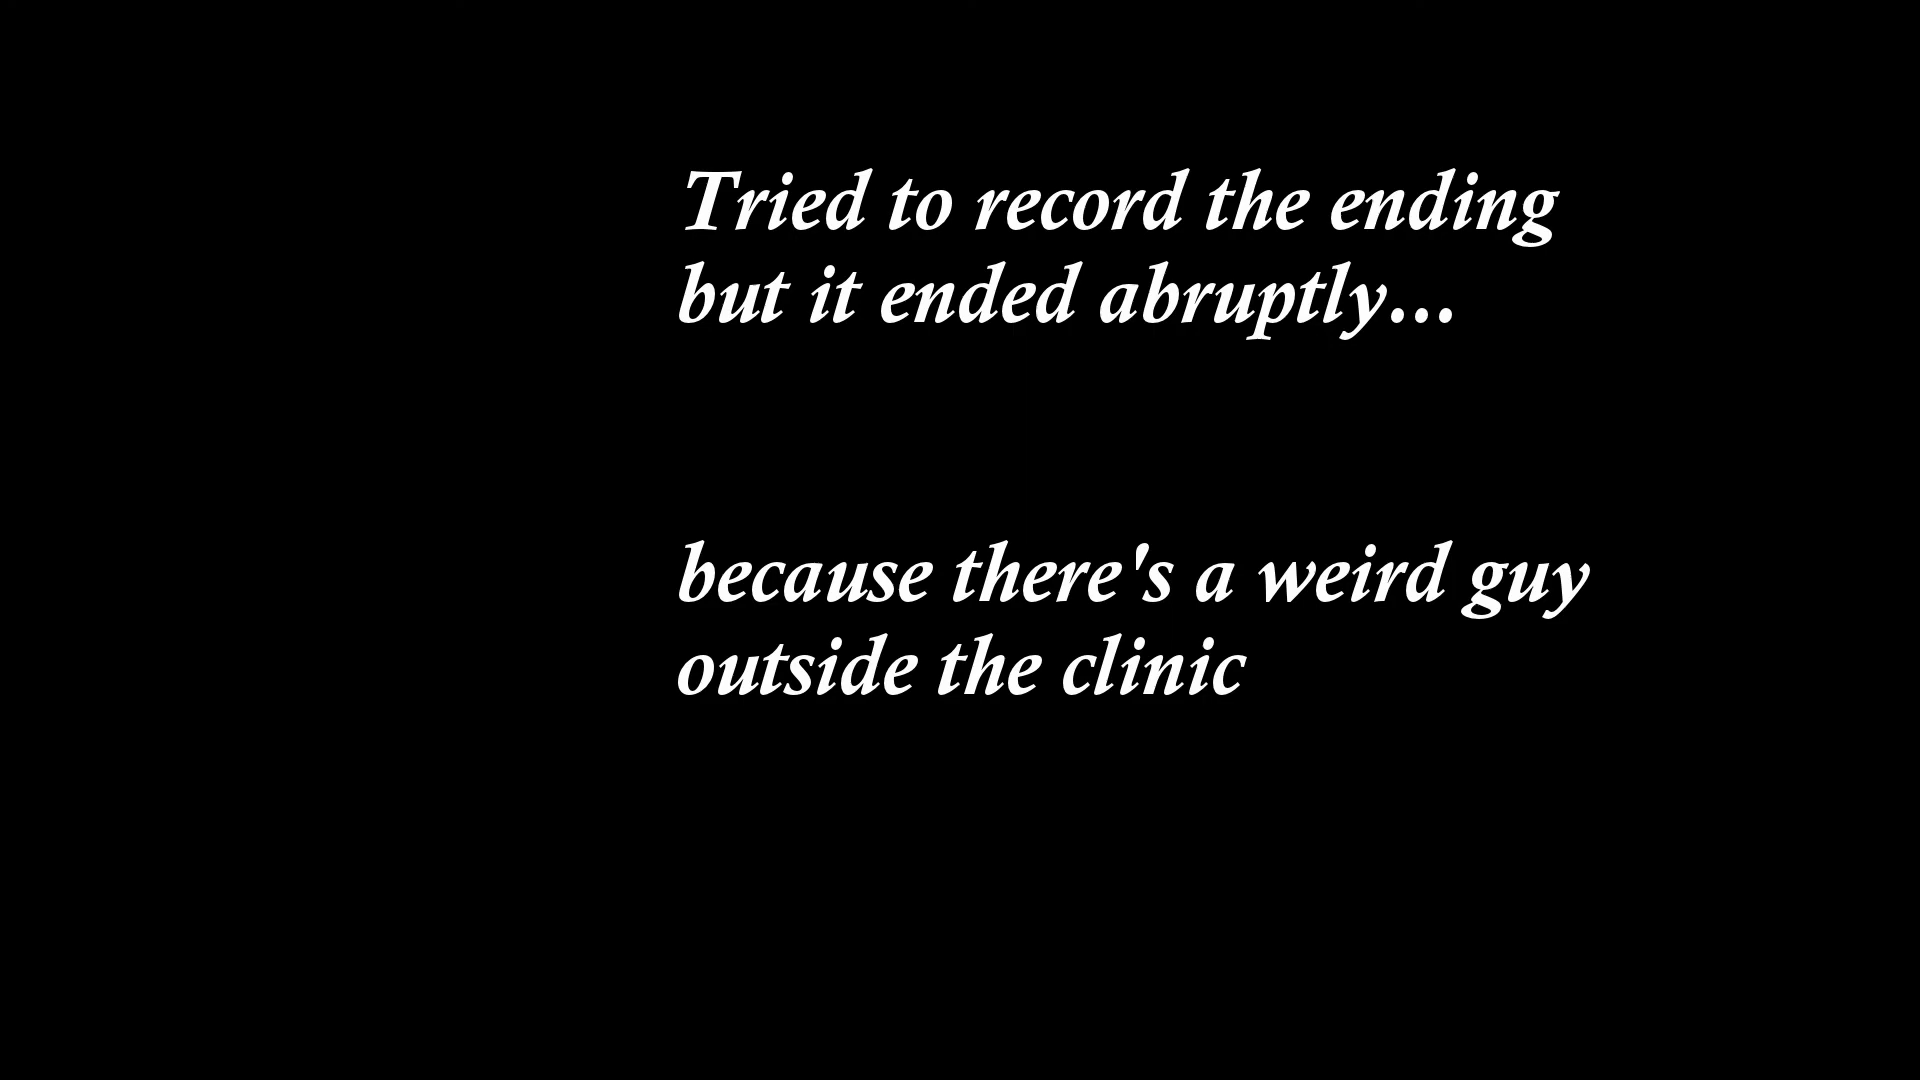 Tried to record the ending
but it ended abruptly...
because there's a weird guy
outside the clinic